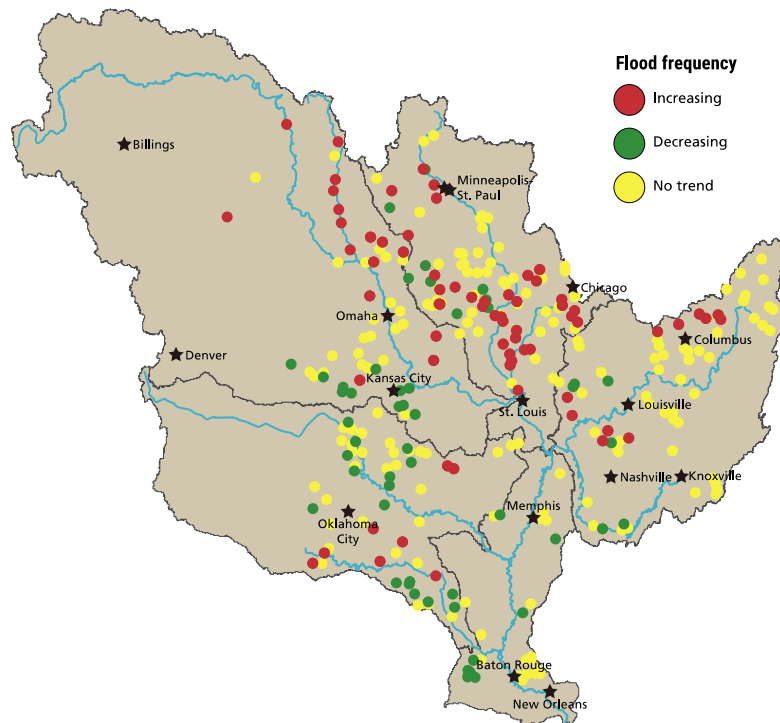 Flood frequency
Increasing
Decreasing
No trend
Billings
Minneapolis-
St. Paul
Chicago
Omaha
Columbus
Denver
Kansas City
St. Louis
Louisville
Nashville
Knoxville
Memphis
Oklahoma
City
Baton Rouge
New Orleans